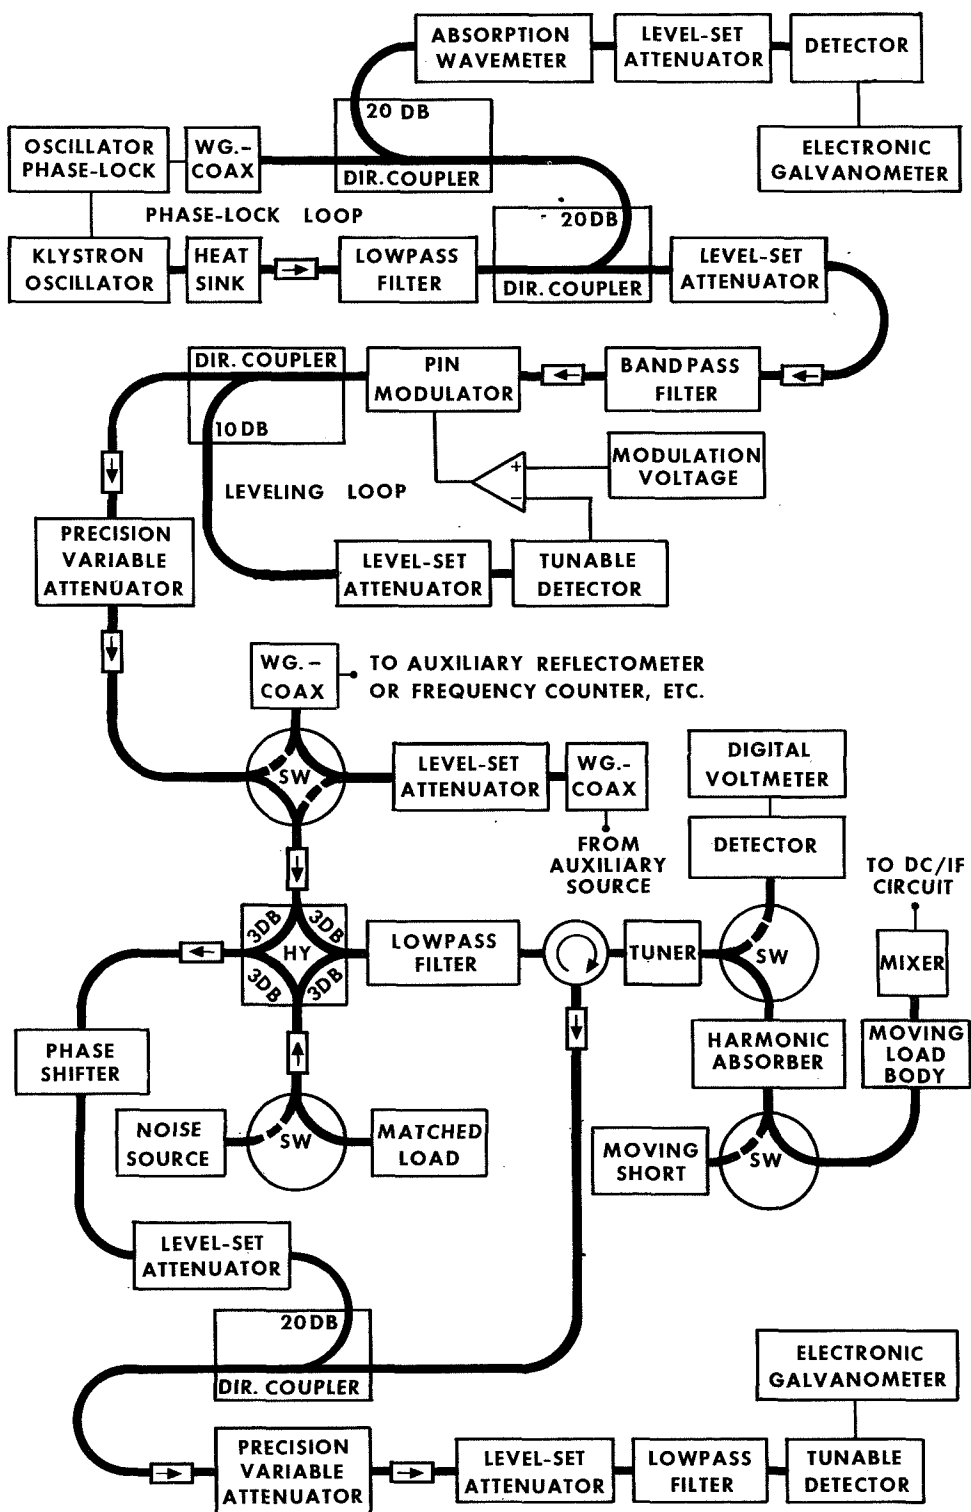 ABSORPTION
WAVEMETER
LEVEL-SET
ATTENUATOR
DETECTOR
20 DB
DIR. COUPLER
OSCILLATOR
PHASE-LOCK
WG.-
COAX
ELECTRONIC
GALVANOMETER
PHASE-LOCK LOOP
20DB
DIR. COUPLER
KLYSTRON
OSCILLATOR
HEAT
SINK
LOWPASS
FILTER
LEVEL-SET
ATTENUATOR
DIR. COUPLER
10 DB
PIN
MODULATOR
BANDPASS
FILTER
MODULATION
VOLTAGE
+
−
LEVELING LOOP
PRECISION
VARIABLE
ATTENUATOR
LEVEL-SET
ATTENUATOR
TUNABLE
DETECTOR
WG.-
COAX
TO AUXILIARY REFLECTOMETER
OR FREQUENCY COUNTER, ETC.
SW
LEVEL-SET
ATTENUATOR
WG.-
COAX
FROM
AUXILIARY
SOURCE
DIGITAL
VOLTMETER
DETECTOR
TO DC/IF
CIRCUIT
3DB
3DB
HY
3DB
3DB
LOWPASS
FILTER
TUNER
SW
MIXER
PHASE
SHIFTER
HARMONIC
ABSORBER
MOVING
LOAD
BODY
NOISE
SOURCE
SW
MATCHED
LOAD
MOVING
SHORT
SW
LEVEL-SET
ATTENUATOR
20DB
DIR. COUPLER
ELECTRONIC
GALVANOMETER
PRECISION
VARIABLE
ATTENUATOR
LEVEL-SET
ATTENUATOR
LOWPASS
FILTER
TUNABLE
DETECTOR